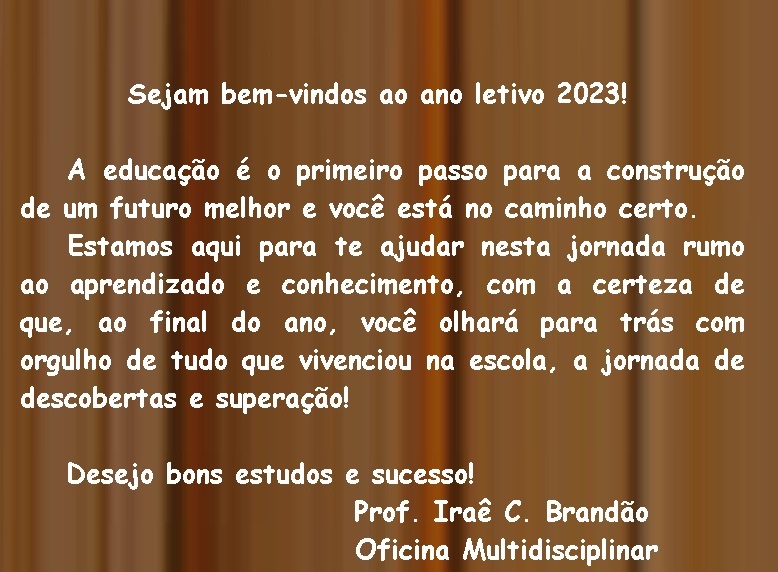 Sejam bem-vindos ao ano letivo 2023!
A educação é o primeiro passo para a construção
de um futuro melhor e você está no caminho certo.
Estamos aqui para te ajudar nesta jornada rumo
ao aprendizado e conhecimento, com a certeza de
que, ao final do ano, você olhará para trás com
orgulho de tudo que vivenciou na escola, a jornada de
descobertas e superação!
Desejo bons estudos e sucesso!
Prof. Iraê C. Brandão
Oficina Multidisciplinar